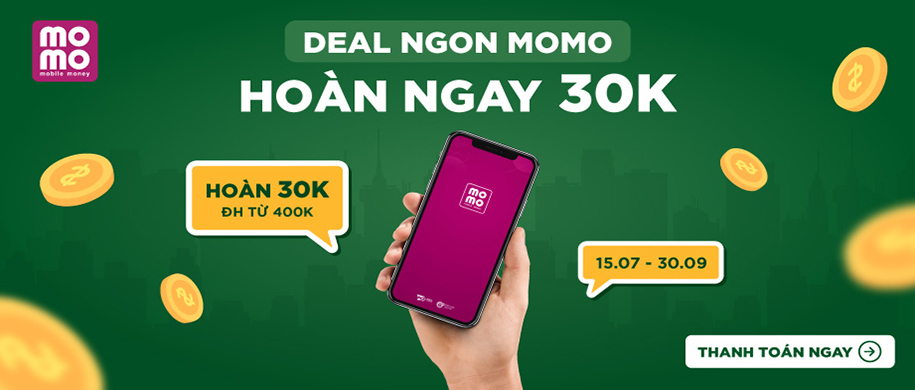 mo
mo
mobile money
DEAL NGON MOMO
HOÀN NGAY 30K
HOÀN 30K
ĐH TỪ 400K
mo
mo
15.07 - 30.09
THANH TOÁN NGAY